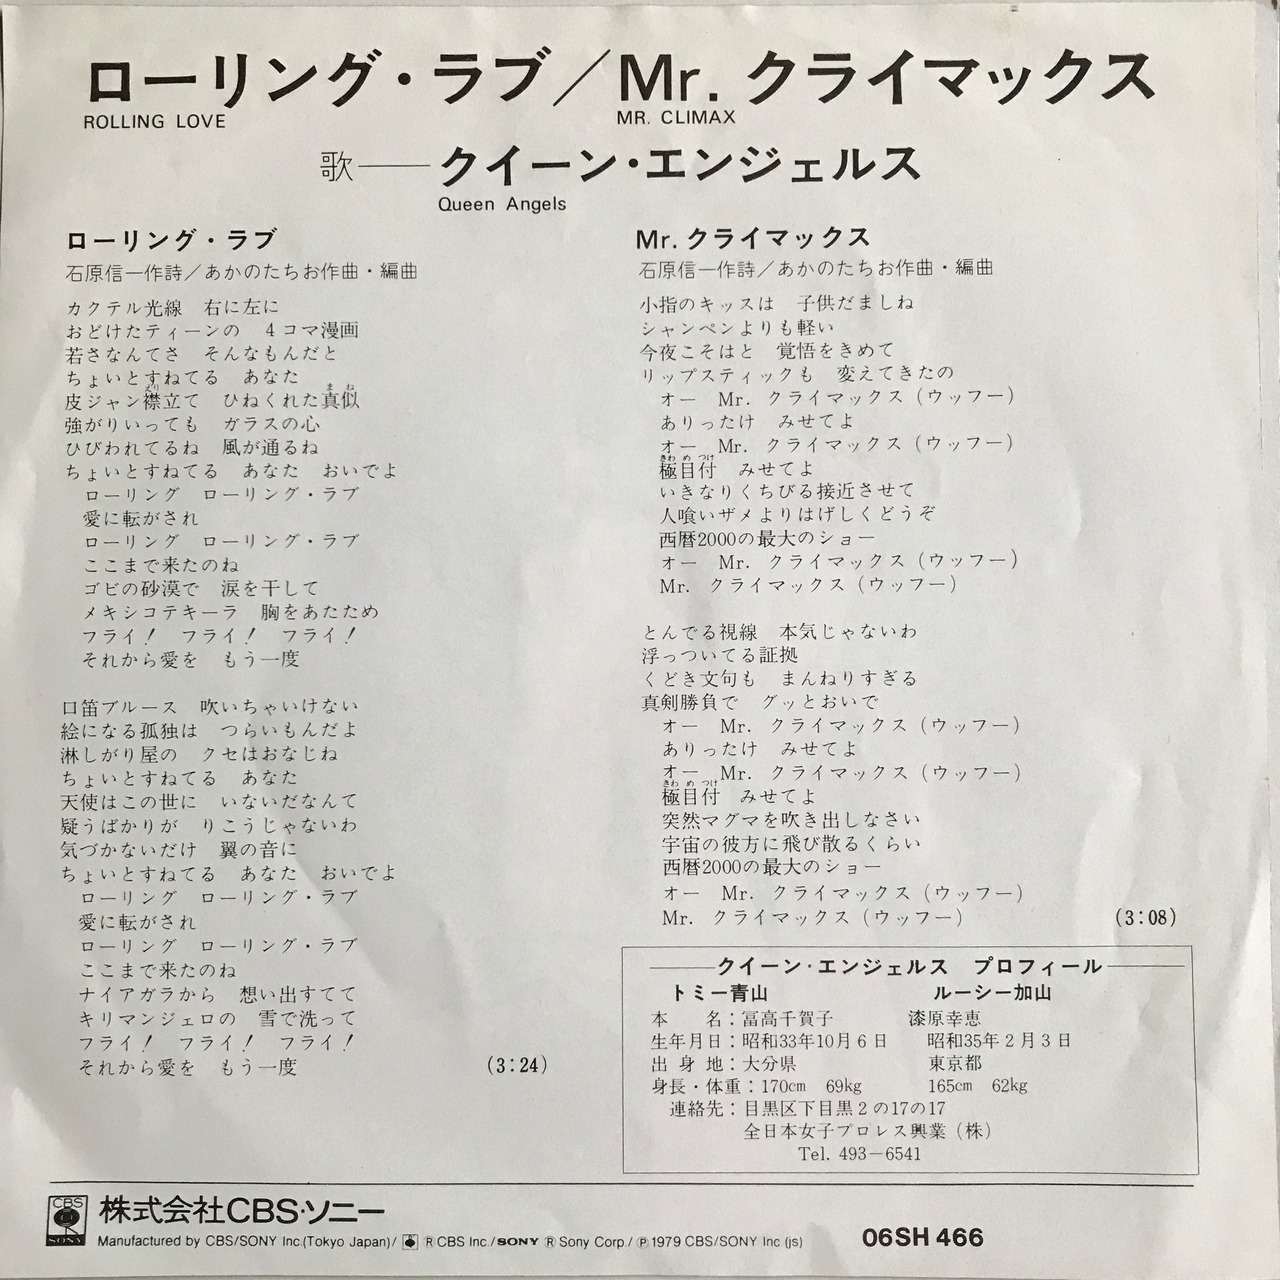 ローリング・ラブ／Mr. クライマックス
ROLLING LOVE
MR. CLIMAX
歌――クイーン・エンジェルス
Queen Angels
ローリング・ラブ
石原信一作詩／あかのたちお作曲・編曲
カクテル光線　右に左に
おどけたティーンの　4コマ漫画
若さなんてさ　そんなもんだと
ちょいとすねてる　あなた
えり
まね
皮ジャン襟立て　ひねくれた真似
強がりいっても　ガラスの心
ひびわれてるね　風が通るね
ちょいとすねてる　あなた　おいでよ
ローリング　ローリング・ラブ
愛に転がされ
ローリング　ローリング・ラブ
ここまで来たのね
ゴビの砂漠で　涙を干して
メキシコテキーラ　胸をあたため
フライ！　フライ！　フライ！
それから愛を　もう一度
口笛ブルース　吹いちゃいけない
絵になる孤独は　つらいもんだよ
淋しがり屋の　クセはおなじね
ちょいとすねてる　あなた
天使はこの世に　いないだなんて
疑うばかりが　りこうじゃないわ
気づかないだけ　翼の音に
ちょいとすねてる　あなた　おいでよ
ローリング　ローリング・ラブ
愛に転がされ
ローリング　ローリング・ラブ
ここまで来たのね
ナイアガラから　想い出すてて
キリマンジェロの　雪で洗って
フライ！　フライ！　フライ！
それから愛を　もう一度
(3:24)
Mr. クライマックス
石原信一作詩／あかのたちお作曲・編曲
小指のキッスは　子供だましね
シャンペンよりも軽い
今夜こそはと　覚悟をきめて
リップスティックも　変えてきたの
オー　Mr. クライマックス（ウッフー）
ありったけ　みせてよ
オー　Mr. クライマックス（ウッフー）
きわ め つけ
極目付　みせてよ
いきなりくちびる接近させて
人喰いザメよりはげしくどうぞ
西暦2000の最大のショー
オー　Mr. クライマックス（ウッフー）
Mr. クライマックス（ウッフー）
とんでる視線　本気じゃないわ
浮っついてる証拠
くどき文句も　まんねりすぎる
真剣勝負で　グッとおいで
オー　Mr. クライマックス（ウッフー）
ありったけ　みせてよ
オー　Mr. クライマックス（ウッフー）
きわ め つけ
極目付　みせてよ
突然マグマを吹き出しなさい
宇宙の彼方に飛び散るくらい
西暦2000の最大のショー
オー　Mr. クライマックス（ウッフー）
Mr. クライマックス（ウッフー）
(3:08)
クイーン・エンジェルス　プロフィール
トミー青山　ルーシー加山
本　名：冨高千賀子　漆原幸恵
生年月日：昭和33年10月6日　昭和35年2月3日
出身地：大分県　東京都
身長・体重：170cm　69kg　165cm　62kg
連絡先：目黒区下目黒2の17の17
全日本女子プロレス興業（株）
Tel. 493－6541
CBS
SONY
株式会社CBS・ソニー
Manufactured by CBS/SONY Inc.(Tokyo Japan)/ ® CBS Inc./SONY ® Sony Corp./ ℗ 1979 CBS/SONY Inc (js)
06SH 466